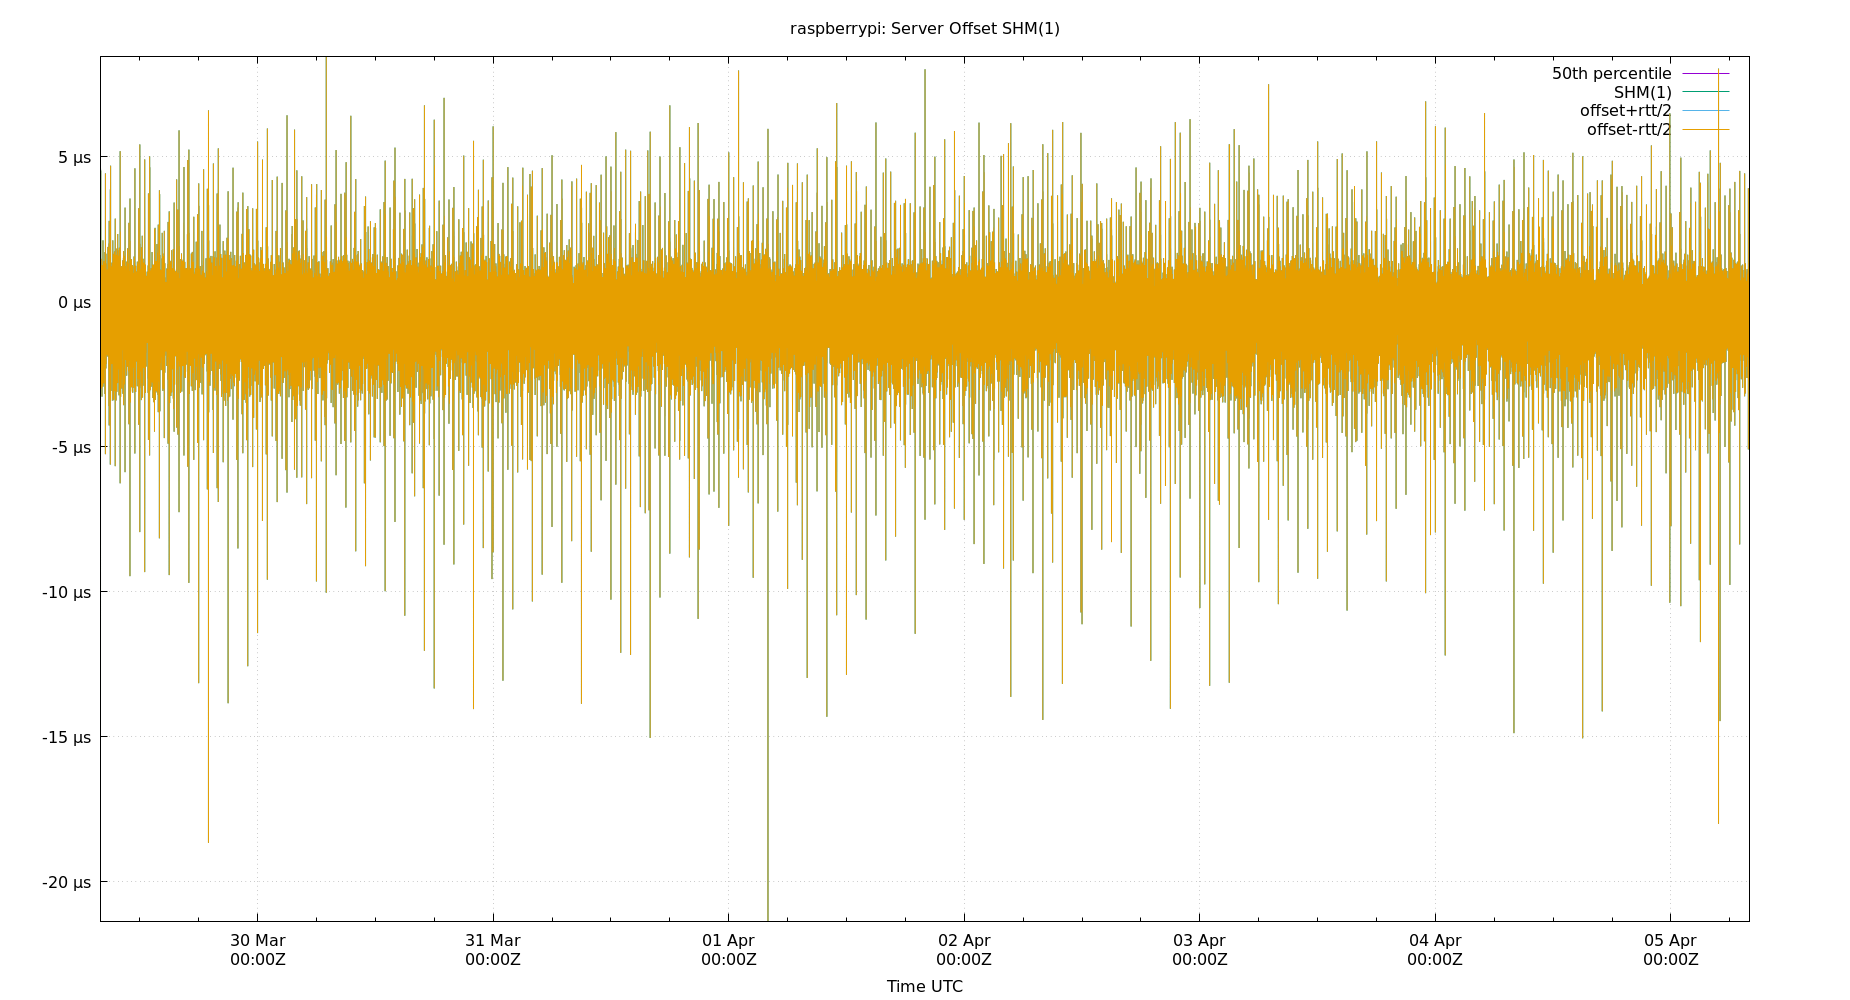 raspberrypi: Server Offset SHM(1)
50th percentile
SHM(1)
offset+rtt/2
offset-rtt/2
5 µs
0 µs
-5 µs
-10 µs
-15 µs
-20 µs
30 Mar 31 Mar 01 Apr 02 Apr 03 Apr 04 Apr 05 Apr
00:00Z 00:00Z 00:00Z 00:00Z 00:00Z 00:00Z 00:00Z
Time UTC